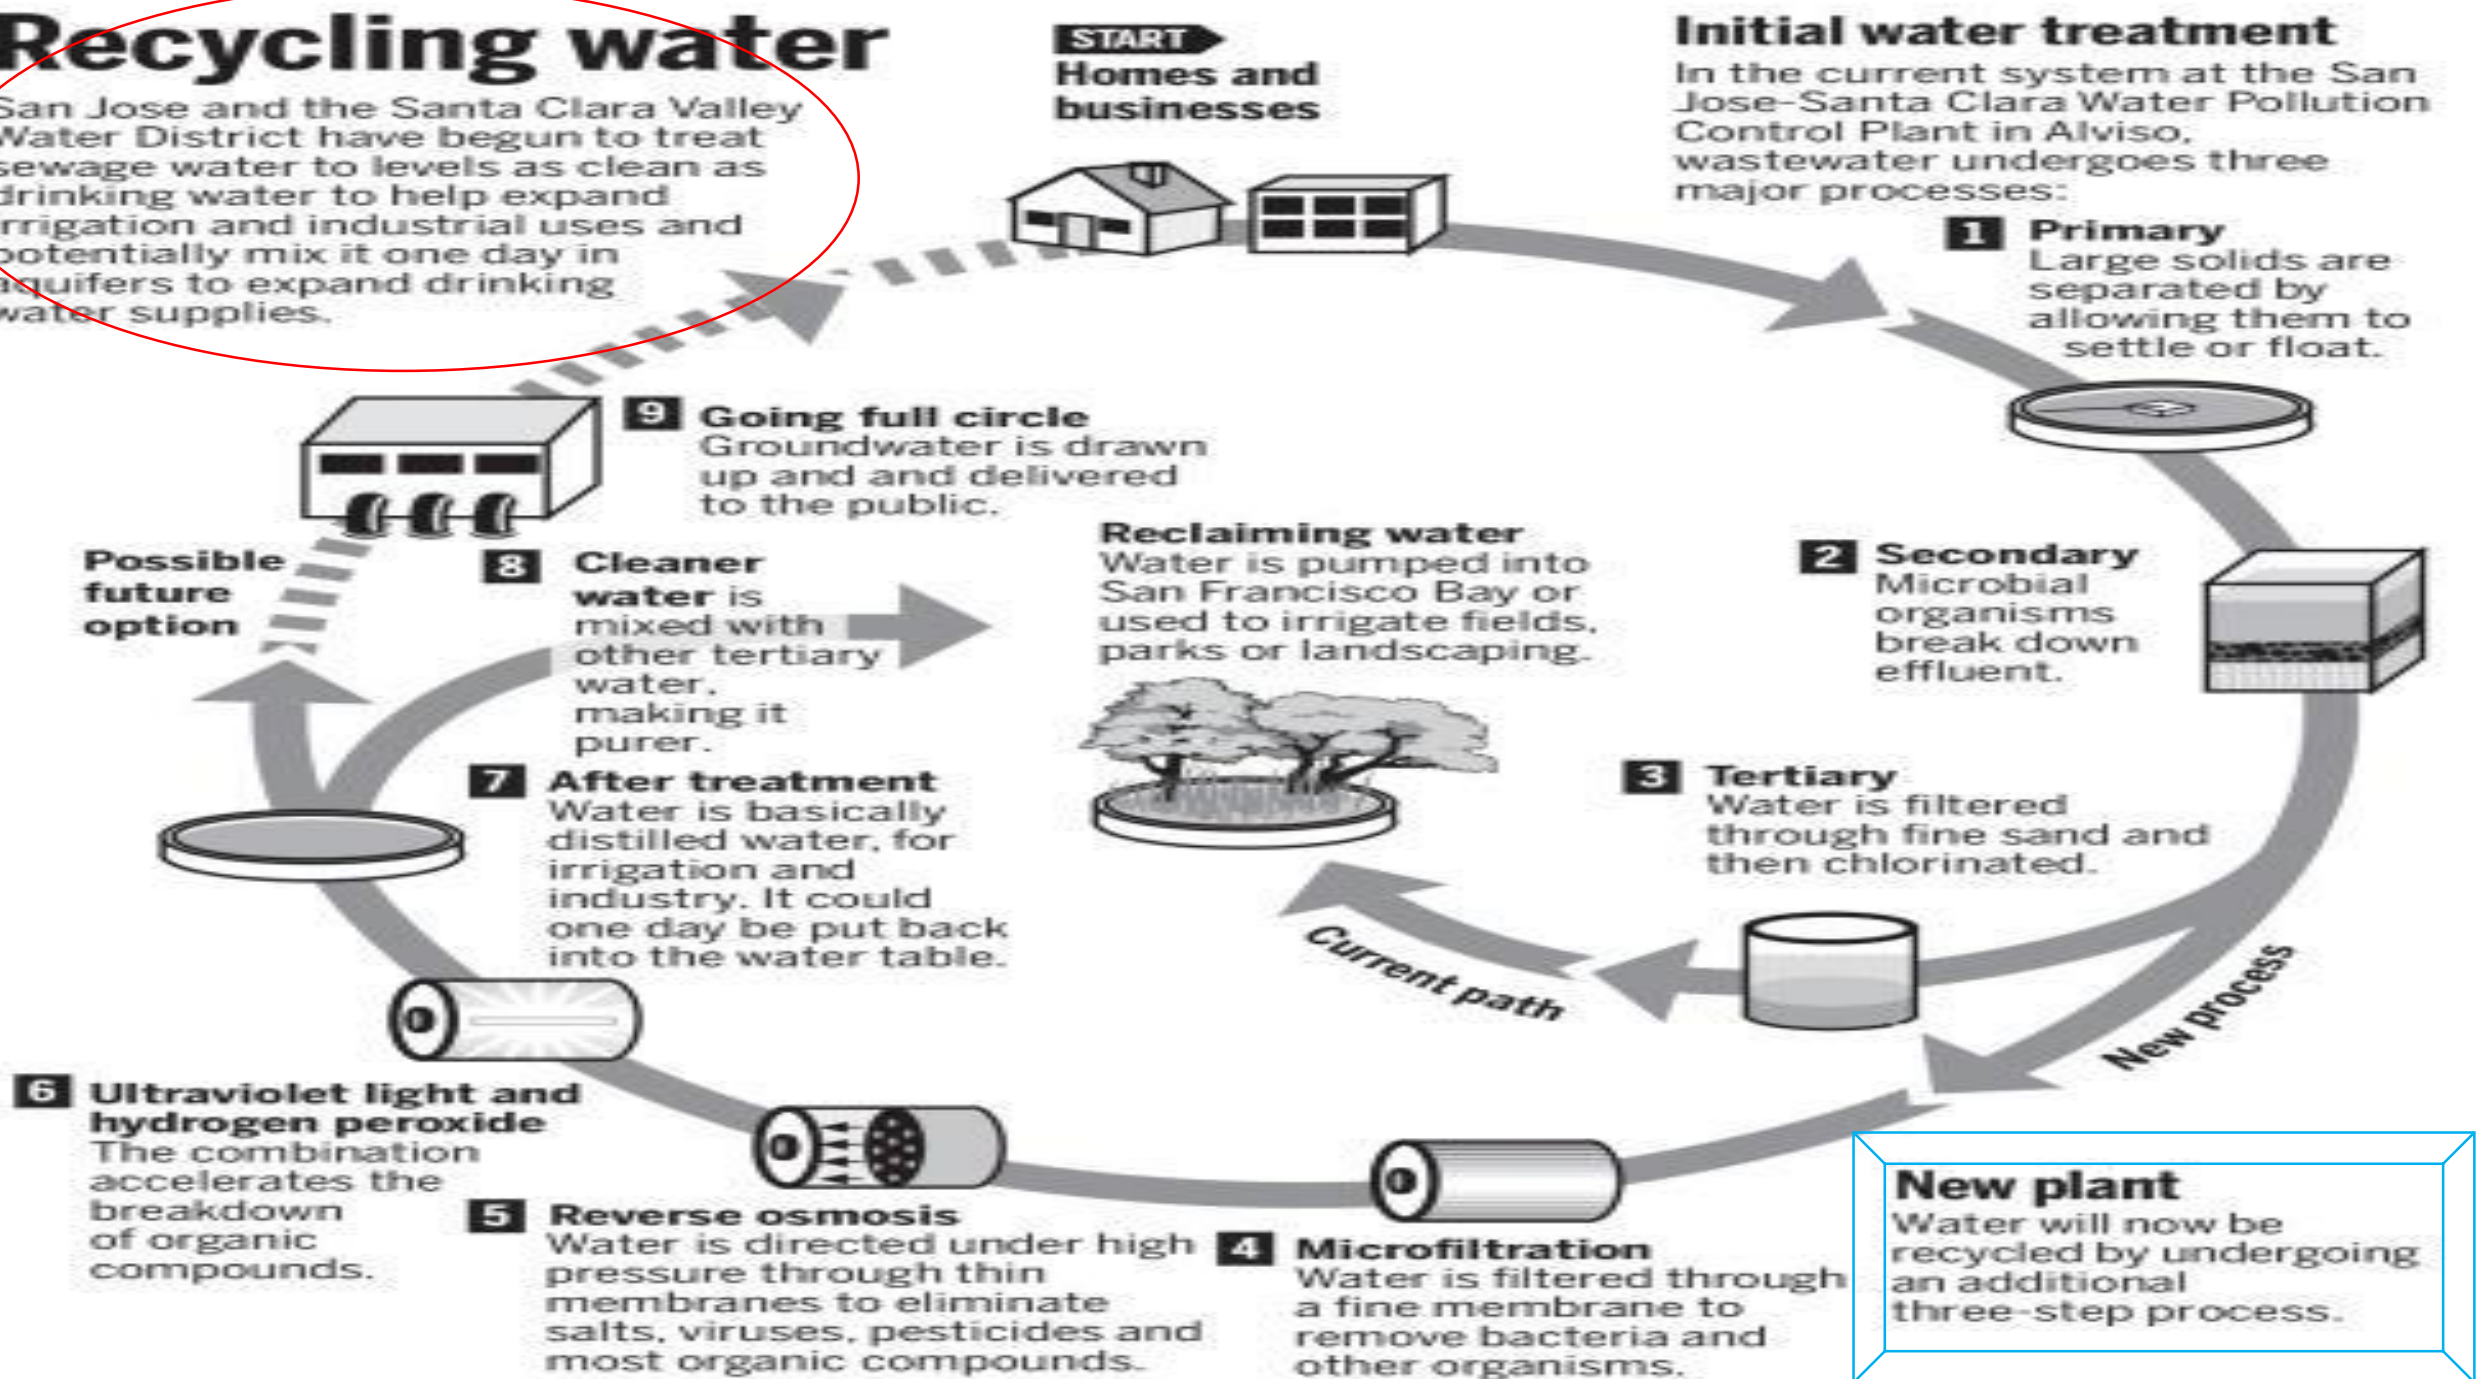 Recycling water
San Jose and the Santa Clara Valley
Water District have begun to treat
sewage water to levels as clean as
drinking water to help expand
irrigation and industrial uses and
potentially mix it one day in
aquifers to expand drinking
water supplies.
START
Homes and
businesses
Initial water treatment
In the current system at the San
Jose-Santa Clara Water Pollution
Control Plant in Alviso,
wastewater undergoes three
major processes:
1 Primary
Large solids are
separated by
allowing them to
settle or float.
2 Secondary
Microbial
organisms
break down
effluent.
3 Tertiary
Water is filtered
through fine sand and
then chlorinated.
Current path
New process
Reclaiming water
Water is pumped into
San Francisco Bay or
used to irrigate fields,
parks or landscaping.
New plant
Water will now be
recycled by undergoing
an additional
three-step process.
4 Microfiltration
Water is filtered through
a fine membrane to
remove bacteria and
other organisms.
5 Reverse osmosis
Water is directed under high
pressure through thin
membranes to eliminate
salts, viruses, pesticides and
most organic compounds.
6 Ultraviolet light and
hydrogen peroxide
The combination
accelerates the
breakdown
of organic
compounds.
7 After treatment
Water is basically
distilled water, for
irrigation and
industry. It could
one day be put back
into the water table.
8 Cleaner
water is
mixed with
other tertiary
water,
making it
purer.
Possible
future
option
9 Going full circle
Groundwater is drawn
up and and delivered
to the public.